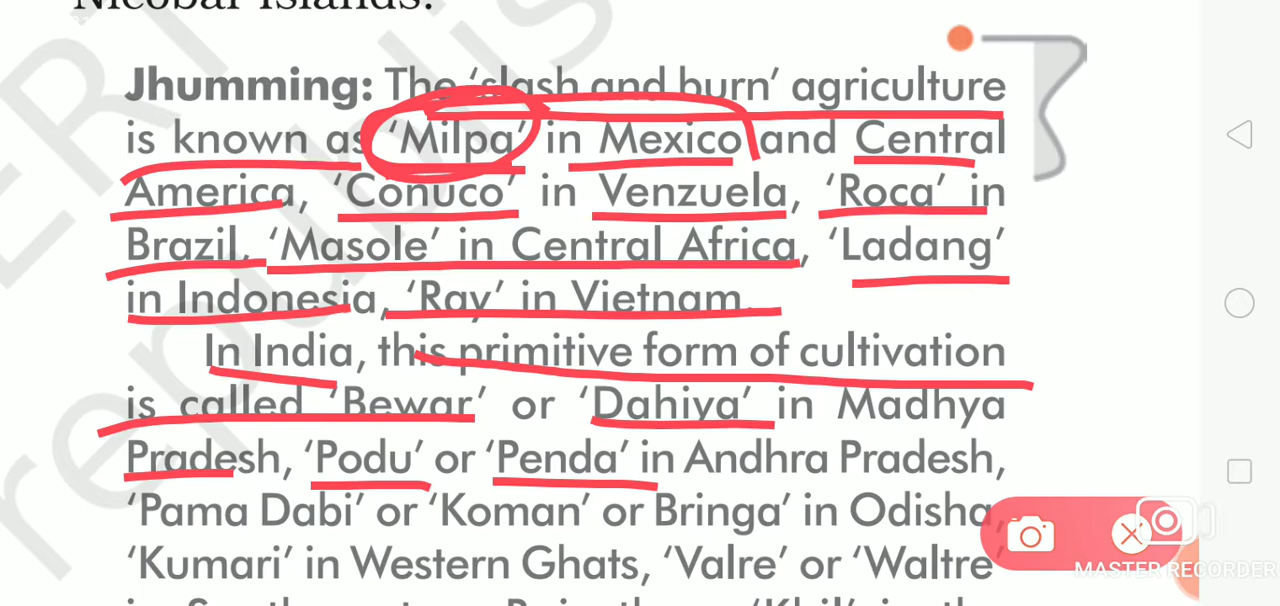 Nicobar Islands.
Jhumming: The 'slash and burn' agriculture
is known as 'Milpa' in Mexico and Central
America, 'Conuco' in Venzuela, 'Roca' in
Brazil, 'Masole' in Central Africa, 'Ladang'
in Indonesia, 'Ray' in Vietnam.
In India, this primitive form of cultivation
is called 'Bewar' or 'Dahiya' in Madhya
Pradesh, 'Podu' or 'Penda' in Andhra Pradesh,
'Pama Dabi' or 'Koman' or Bringa' in Odisha,
'Kumari' in Western Ghats, 'Valre' or 'Waltre'
MASTER RECORDER